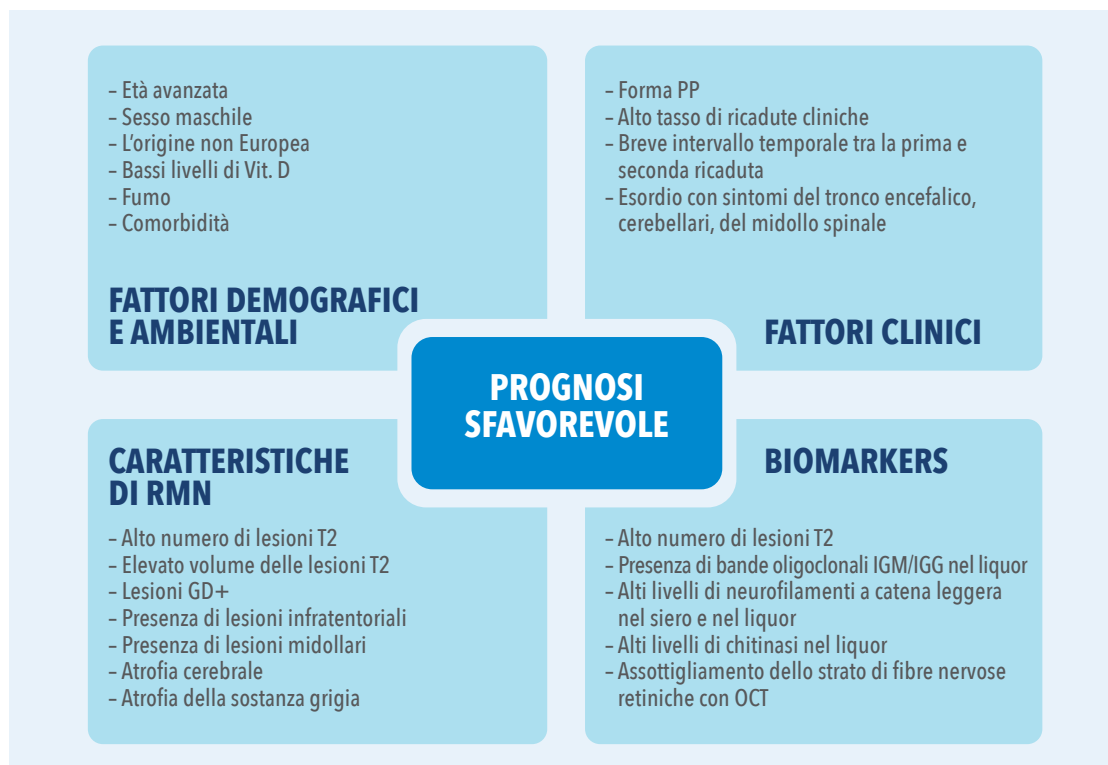 – Età avanzata
– Sesso maschile
– L'origine non Europea
– Bassi livelli di Vit. D
– Fumo
– Comorbidità
FATTORI DEMOGRAFICI
E AMBIENTALI
– Forma PP
– Alto tasso di ricadute cliniche
– Breve intervallo temporale tra la prima e
seconda ricaduta
– Esordio con sintomi del tronco encefalico,
cerebellari, del midollo spinale
FATTORI CLINICI
PROGNOSI
SFAVOREVOLE
CARATTERISTICHE
DI RMN
– Alto numero di lesioni T2
– Elevato volume delle lesioni T2
– Lesioni GD+
– Presenza di lesioni infratentoriali
– Presenza di lesioni midollari
– Atrofia cerebrale
– Atrofia della sostanza grigia
BIOMARKERS
– Alto numero di lesioni T2
– Presenza di bande oligoclonali IGM/IGG nel liquor
– Alti livelli di neurofilamenti a catena leggera
nel siero e nel liquor
– Alti livelli di chitinasi nel liquor
– Assottigliamento dello strato di fibre nervose
retiniche con OCT